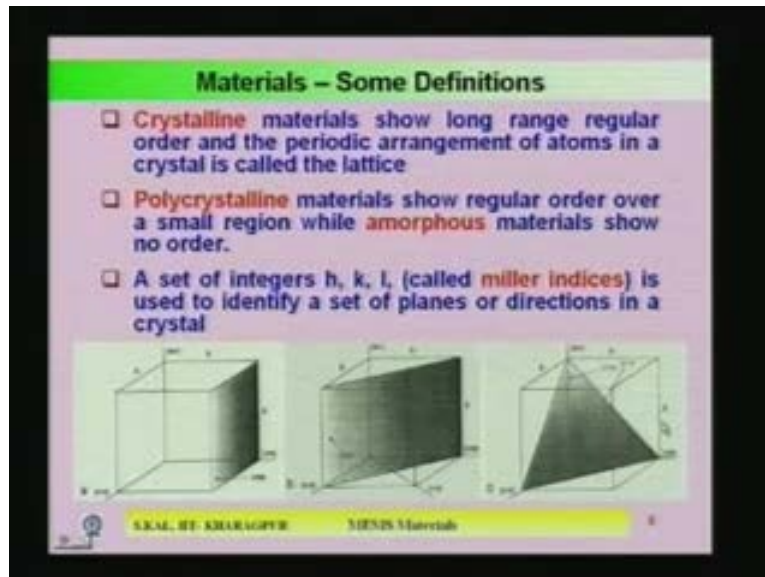 Materials – Some Definitions
❑ Crystalline materials show long range regular
order and the periodic arrangement of atoms in a
crystal is called the lattice
❑ Polycrystalline materials show regular order over
a small region while amorphous materials show
no order.
❑ A set of integers h, k, l, (called miller indices) is
used to identify a set of planes or directions in a
crystal
a
b
c
S.KAL, IIT- KHARAGPUR MEMS Materials